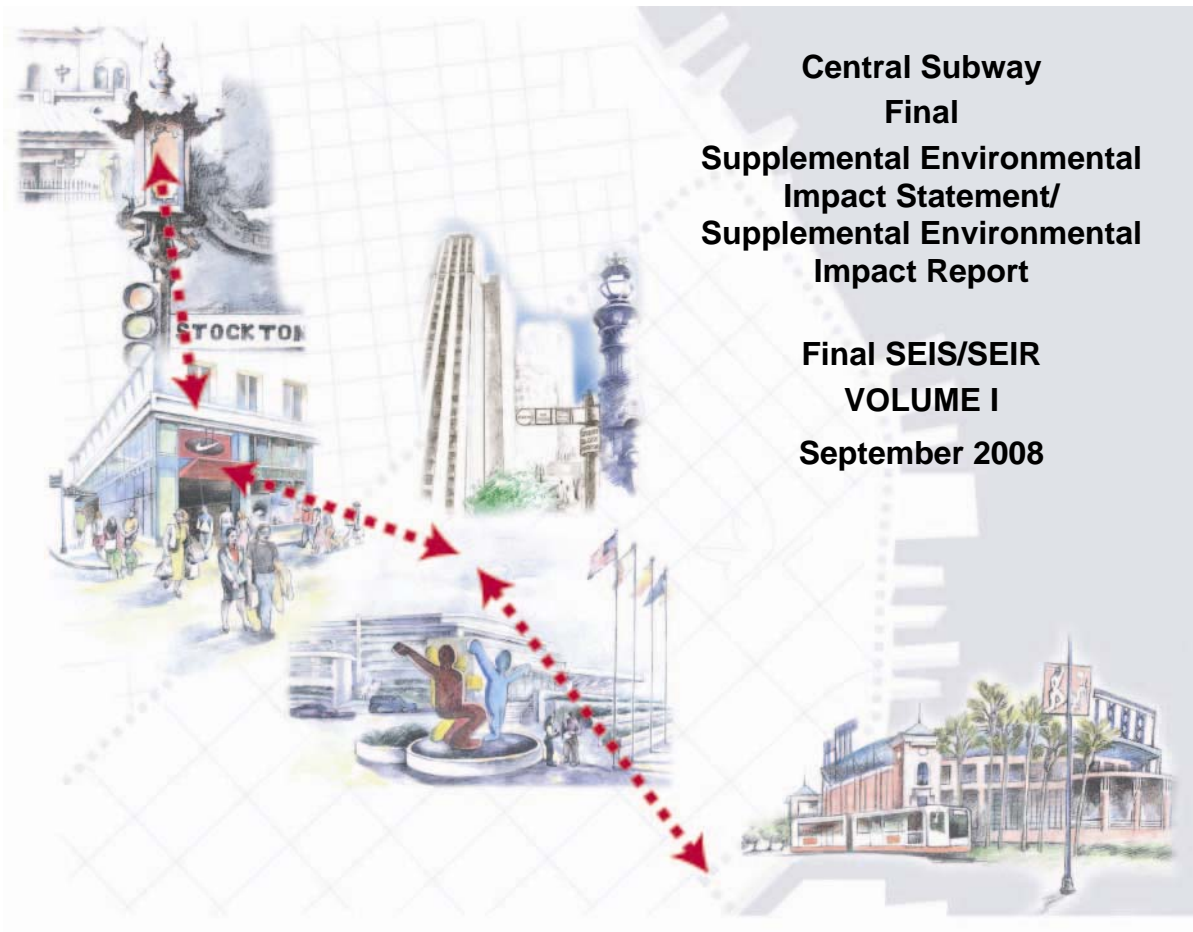 Central Subway
Final
Supplemental Environmental
Impact Statement/
Supplemental Environmental
Impact Report
Final SEIS/SEIR
VOLUME I
September 2008
STOCKTON